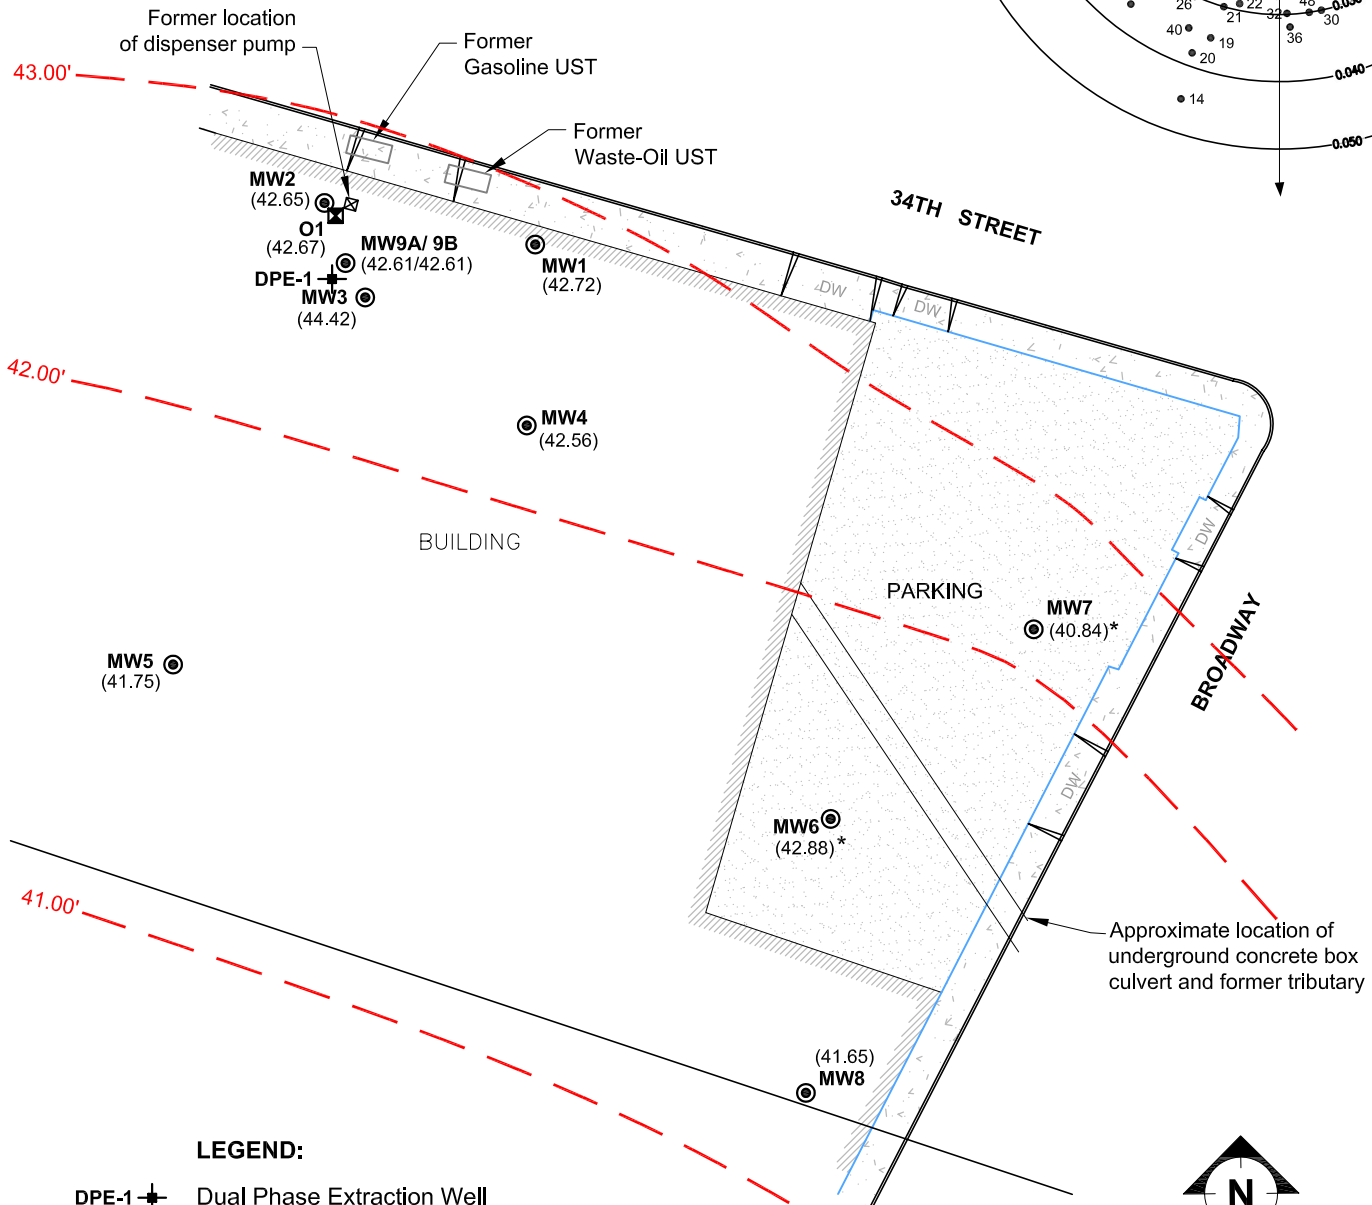 Former location
of dispenser pump
Former
Gasoline UST
Former
Waste-Oil UST
43.00'
26
22
21
32
48
30
0.030
36
40
19
20
0.040
14
0.050
34TH STREET
MW2
(42.65)
O1
(42.67)
MW9A/ 9B
(42.61/42.61)
DPE-1
MW3
(44.42)
MW1
(42.72)
DW
DW
42.00'
MW4
(42.56)
BUILDING
DW
PARKING
MW7
(40.84)*
BROADWAY
MW5
(41.75)
DW
MW6
(42.88)*
41.00'
Approximate location of
underground concrete box
culvert and former tributary
(41.65)
MW8
LEGEND:
DPE-1 Dual Phase Extraction Well
N